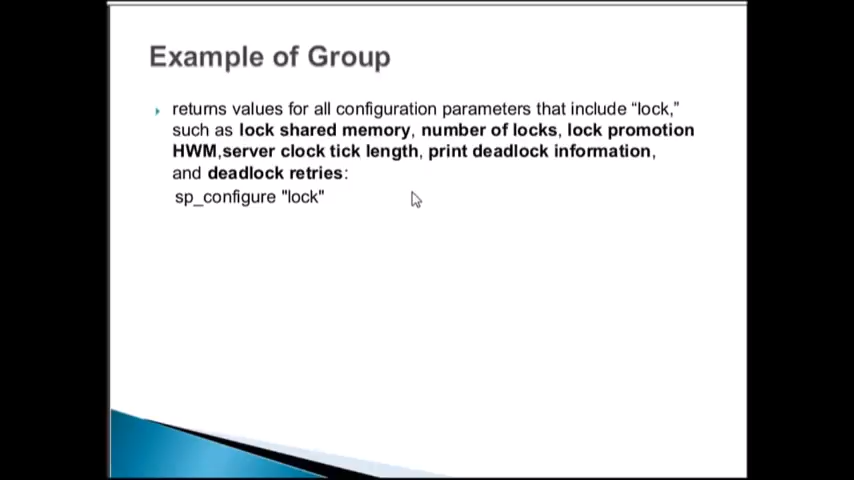 Example of Group
returns values for all configuration parameters that include “lock,”
such as lock shared memory, number of locks, lock promotion
HWM,server clock tick length, print deadlock information,
and deadlock retries:
sp_configure "lock"